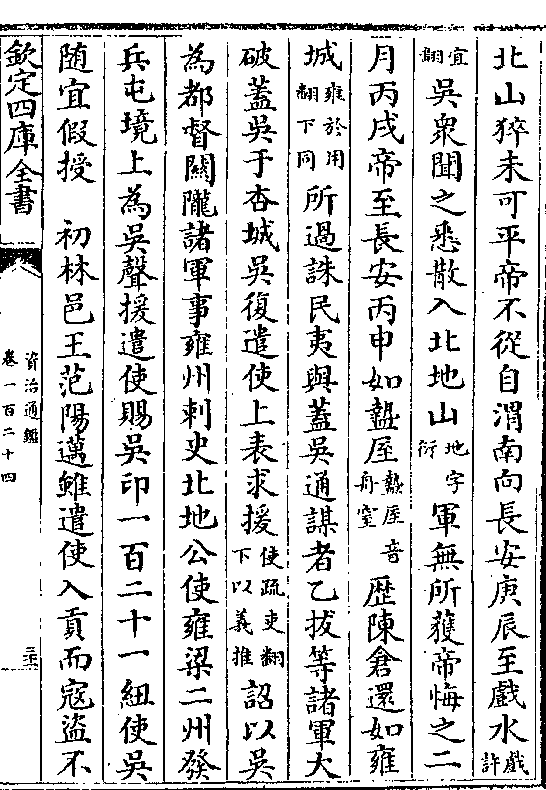 北山猝未可平帝不從自渭南向長安庚辰至戲水戲許
宜翻吳衆聞之悉散入北地山地字衍軍無所獲帝悔之二
月丙戌帝至長安丙申如盩厔盩厔音舟窒歴陳倉還如雍
城雍於用翻下同所過誅民夷與蓋吳通謀者乙拔等諸軍大
破蓋吳于杏城吳復遣使上表求援使疏吏翻下以義推詔以吳
為都督關隴諸軍事雍州刺史北地公使雍梁二州發
兵屯境上為吳聲援遣使賜吳印一百二十一紐使吳
随宜假授 初林邑王范陽邁雖遣使入貢而寇盜不
欽定四庫全書
資治通鑑
卷一百二十四
三十